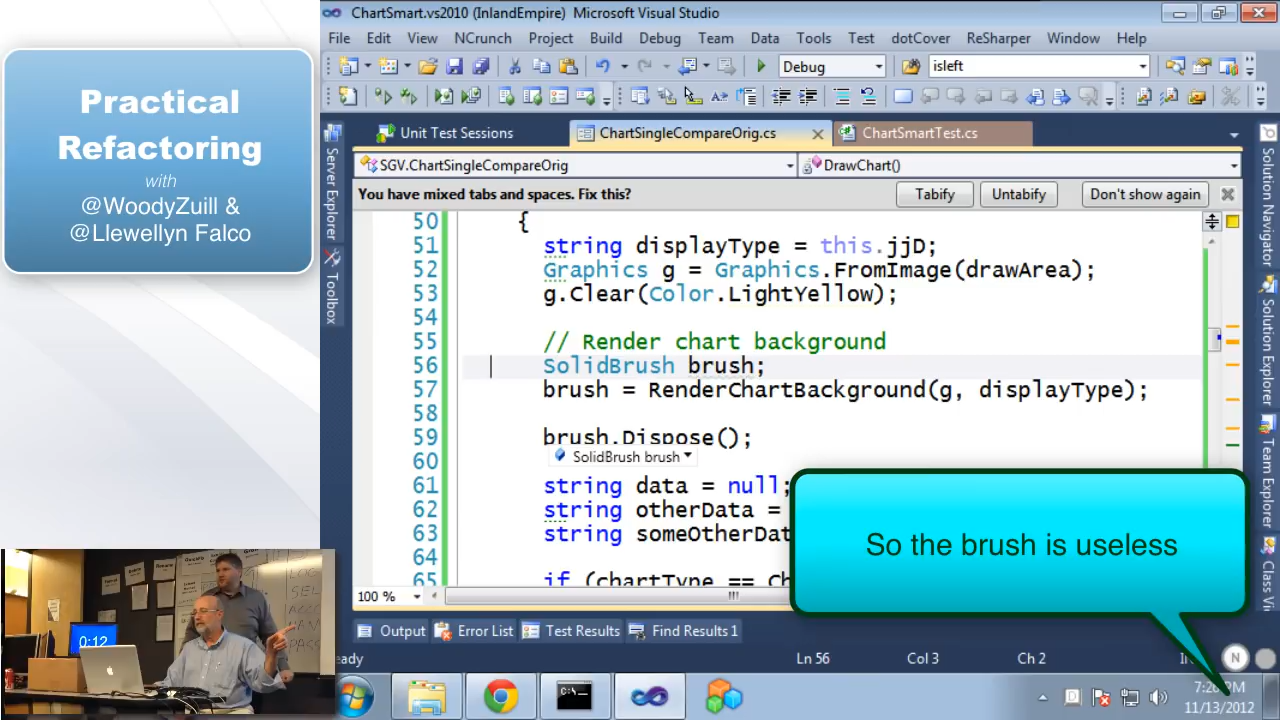 Practical
Refactoring
with
@WoodyZuill &
@Llewellyn Falco
ChartSmart.vs2010 (InlandEmpire) Microsoft Visual Studio
File Edit View NCrunch Project Build Debug Team Data Tools Test dotCover ReSharper Window Help
Debug isleft
Unit Test Sessions ChartSingleCompareOrig.cs ChartSmartTest.cs
SGV.ChartSingleCompareOrig DrawChart()
You have mixed tabs and spaces. Fix this? Tabify Untabify Don't show again
Server Explorer
Toolbox
Solution Navigator
Solution Explorer
Team Explorer
50 {
51 string displayType = this.jjD;
52 Graphics g = Graphics.FromImage(drawArea);
53 g.Clear(Color.LightYellow);
54
55 // Render chart background
56 SolidBrush brush;
57 brush = RenderChartBackground(g, displayType);
58
59 brush.Dispose();
SolidBrush brush
60
61 string data = null;
62 string otherData =
63 string someOtherDat
64
65 if (chartType ==
So the brush is useless
100 %
Output Error List Test Results Find Results 1
eady Ln 56 Col 3 Ch 2
N
11/13/2012
0:12